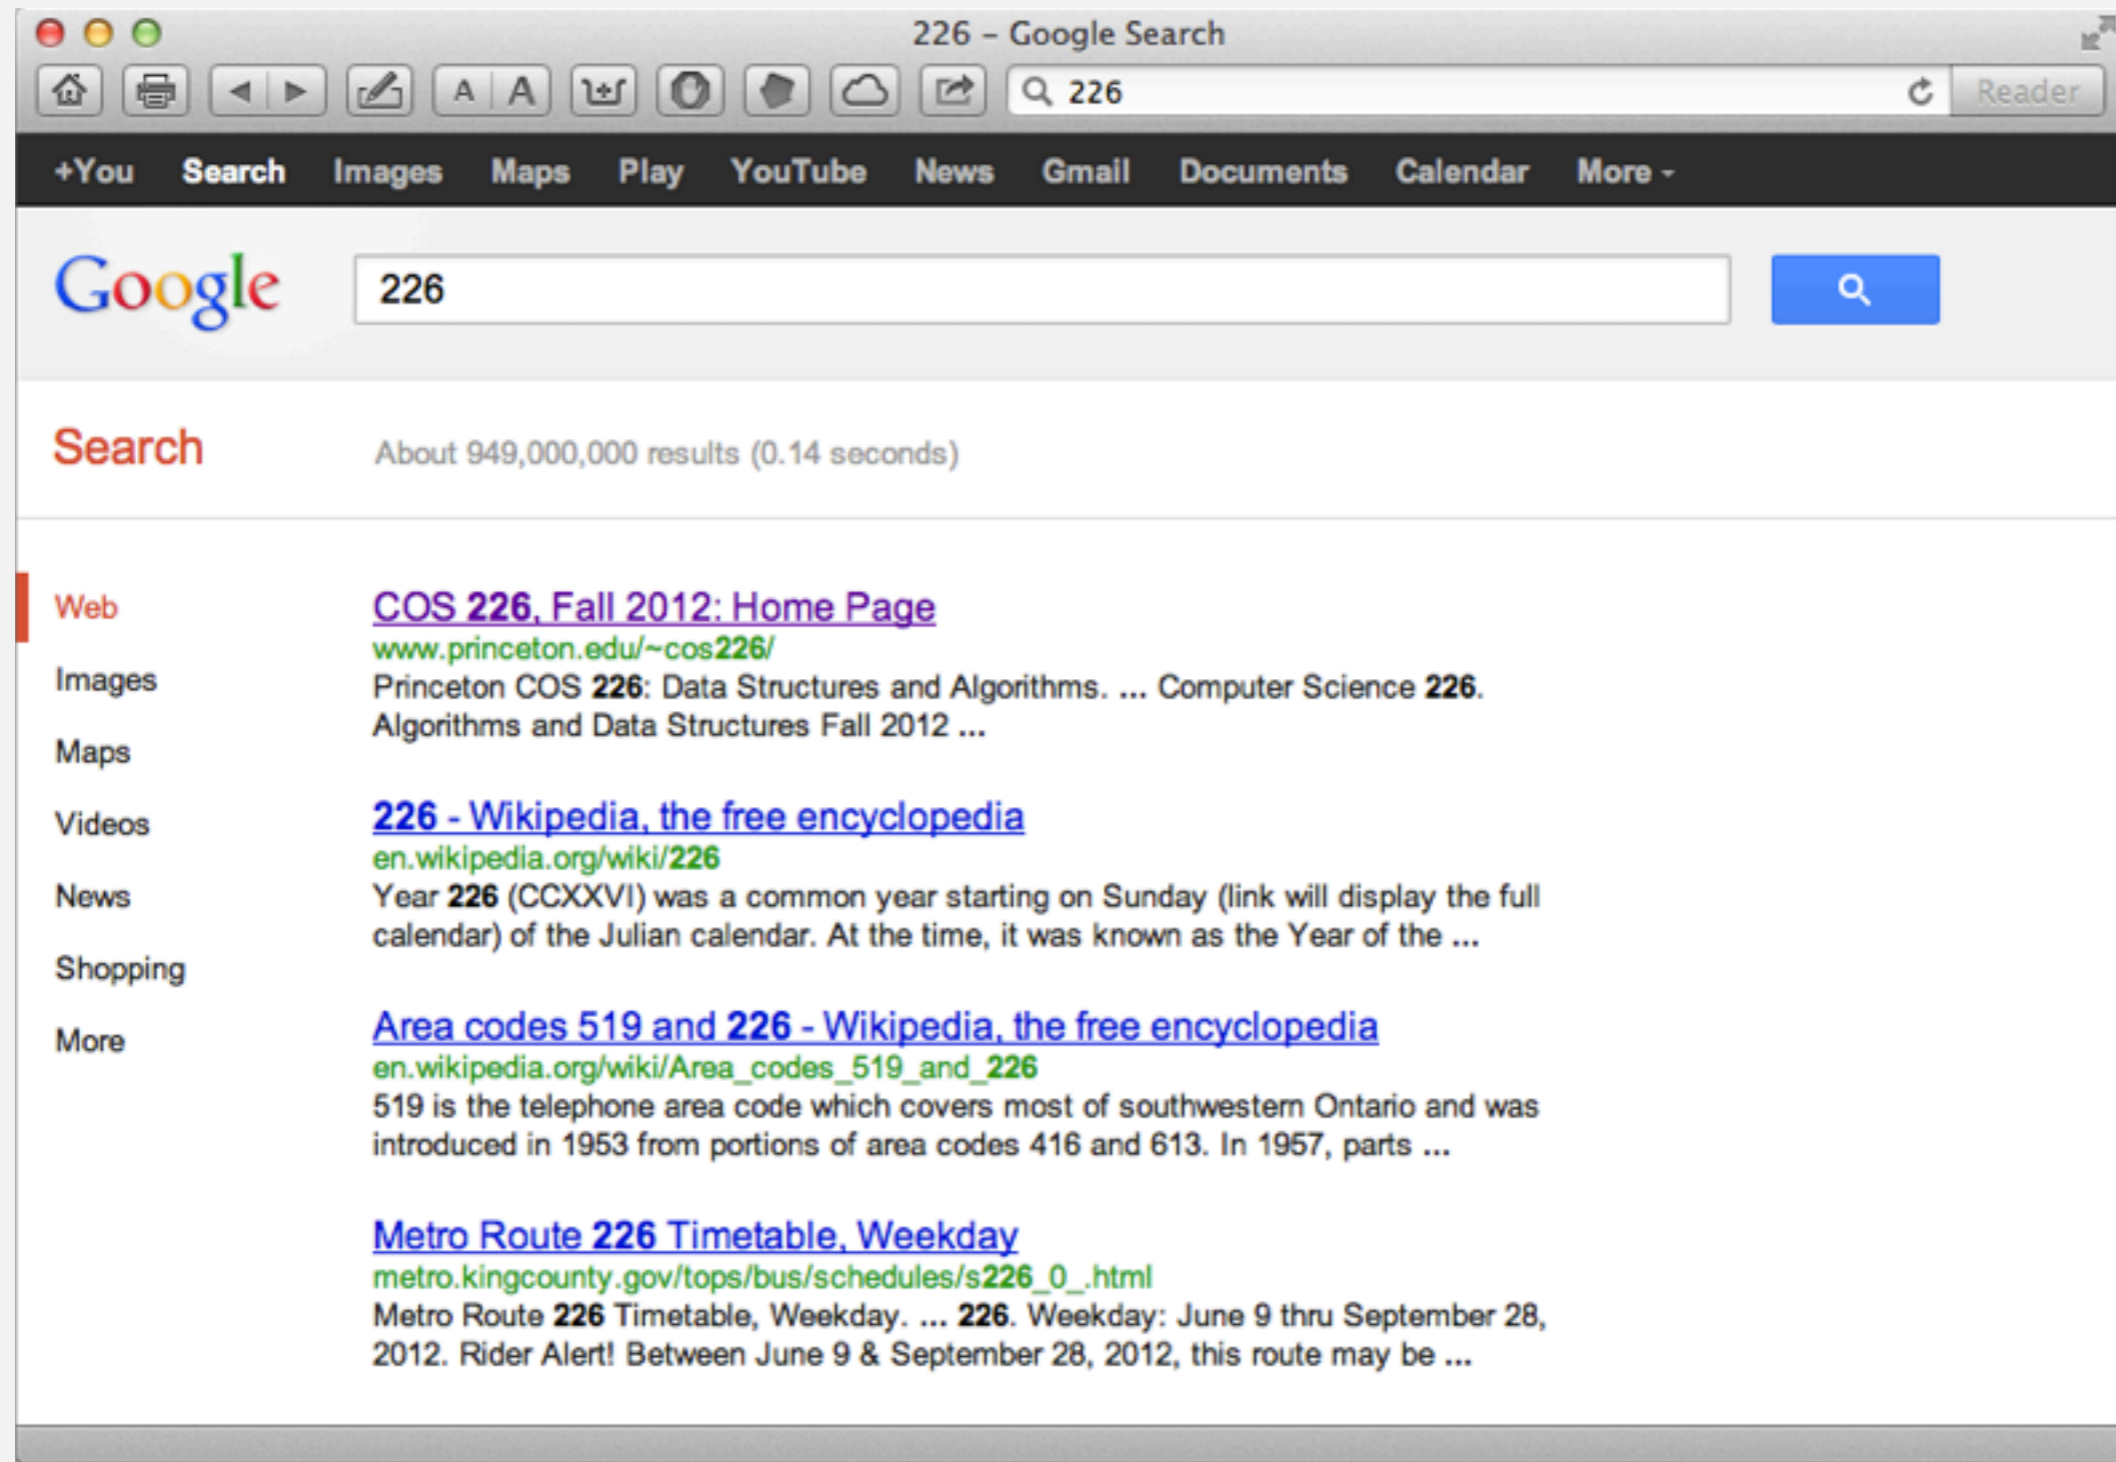 226 – Google Search
A A 226 Reader
+You Search Images Maps Play YouTube News Gmail Documents Calendar More
Google 226
Search About 949,000,000 results (0.14 seconds)
Web
Images
Maps
Videos
News
Shopping
More
COS 226, Fall 2012: Home Page
www.princeton.edu/~cos226/
Princeton COS 226: Data Structures and Algorithms. ... Computer Science 226.
Algorithms and Data Structures Fall 2012 ...
226 - Wikipedia, the free encyclopedia
en.wikipedia.org/wiki/226
Year 226 (CCXXVI) was a common year starting on Sunday (link will display the full
calendar) of the Julian calendar. At the time, it was known as the Year of the ...
Area codes 519 and 226 - Wikipedia, the free encyclopedia
en.wikipedia.org/wiki/Area_codes_519_and_226
519 is the telephone area code which covers most of southwestern Ontario and was
introduced in 1953 from portions of area codes 416 and 613. In 1957, parts ...
Metro Route 226 Timetable, Weekday
metro.kingcounty.gov/tops/bus/schedules/s226_0_.html
Metro Route 226 Timetable, Weekday. ... 226. Weekday: June 9 thru September 28,
2012. Rider Alert! Between June 9 & September 28, 2012, this route may be ...